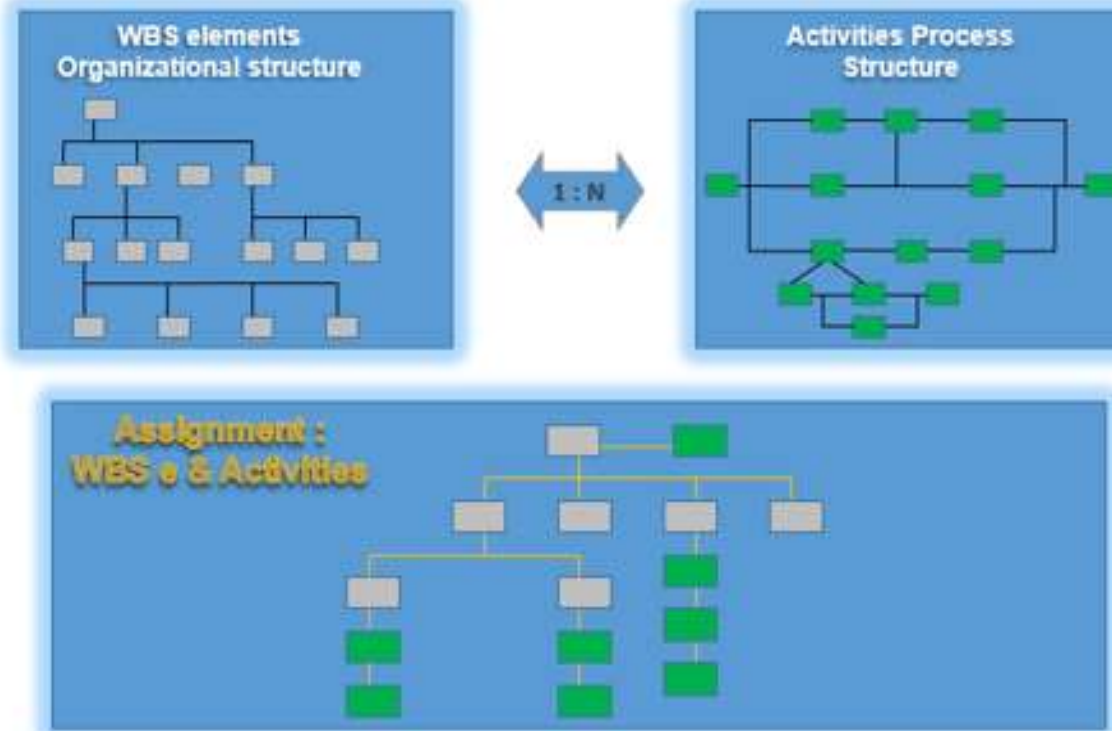 WBS elements
Organizational structure
Activities Process
Structure
1 : N
Assignment :
WBS e & Activities